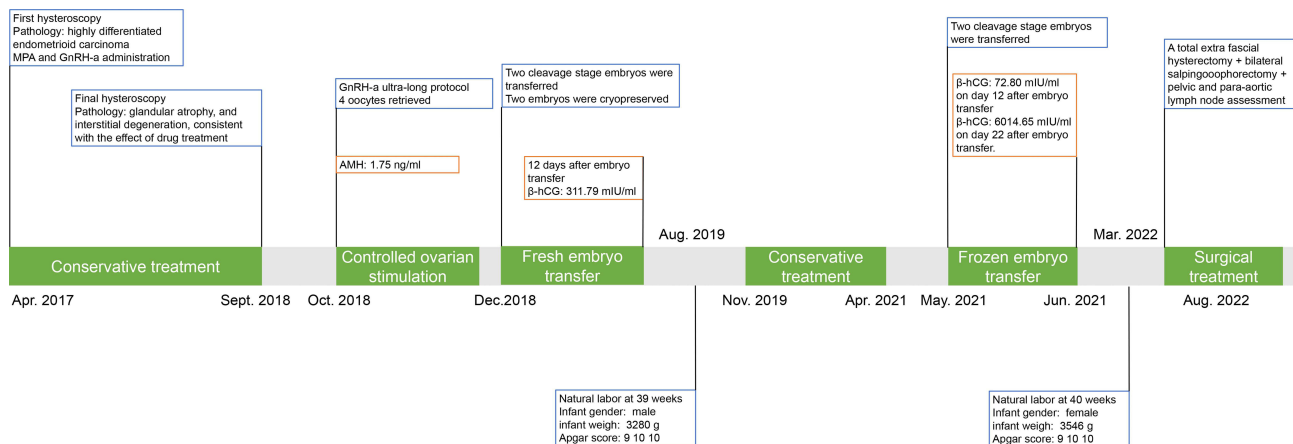 First hysteroscopy
Pathology: highly differentiated
endometrioid carcinoma
MPA and GnRH-a administration
Final hysteroscopy
Pathology: glandular atrophy, and
interstitial degeneration, consistent
with the effect of drug treatment
GnRH-a ultra-long protocol
4 oocytes retrieved
AMH: 1.75 ng/ml
Two cleavage stage embryos were
transferred
Two embryos were cryopreserved
12 days after embryo
transfer
β-hCG: 311.79 mIU/ml
Two cleavage stage embryos
were transferred
β-hCG: 72.80 mIU/ml
on day 12 after embryo
transfer
β-hCG: 6014.65 mIU/ml
on day 22 after embryo
transfer.
A total extra fascial
hysterectomy + bilateral
salpingooophorectomy +
pelvic and para-aortic
lymph node assessment
Aug. 2019
Mar. 2022
Conservative treatment
Controlled ovarian
stimulation
Fresh embryo
transfer
Conservative
treatment
Frozen embryo
transfer
Surgical
treatment
Apr. 2017
Sept. 2018
Oct. 2018
Dec.2018
Nov. 2019
Apr. 2021
May. 2021
Jun. 2021
Aug. 2022
Natural labor at 39 weeks
Infant gender: male
infant weigh: 3280 g
Apgar score: 9 10 10
Natural labor at 40 weeks
Infant gender: female
infant weigh: 3546 g
Apgar score: 9 10 10